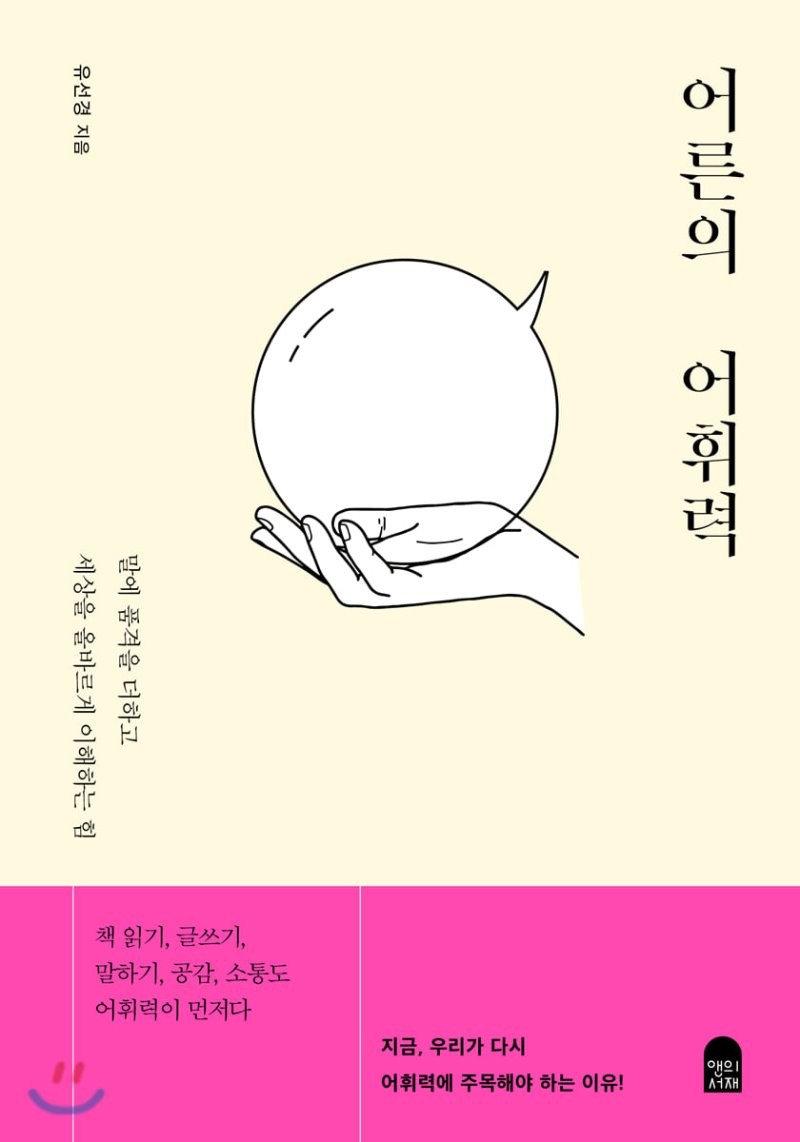 어른의 어휘력
유선경 지음
말에 품격을 더하고
세상을 올바르게 이해하는 힘
책 읽기, 글쓰기,
말하기, 공감, 소통도
어휘력이 먼저다
지금, 우리가 다시
어휘력에 주목해야 하는 이유!
앤의
서재